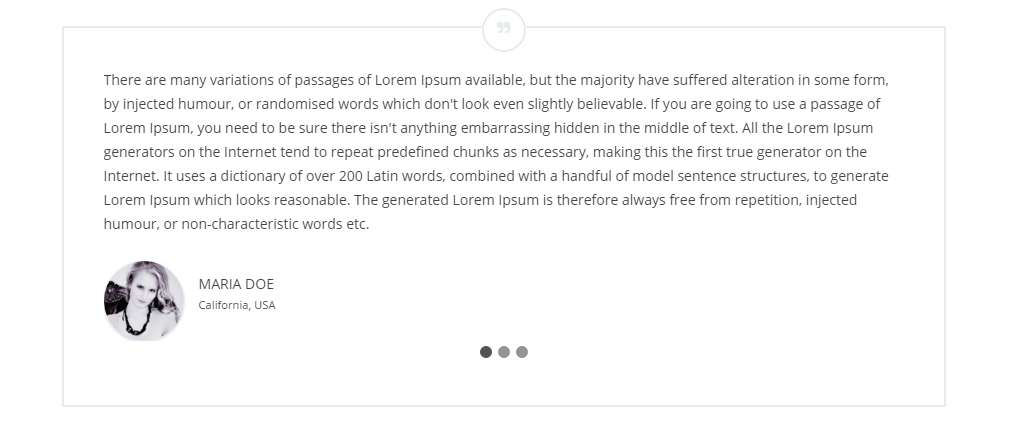 There are many variations of passages of Lorem Ipsum available, but the majority have suffered alteration in some form,
by injected humour, or randomised words which don't look even slightly believable. If you are going to use a passage of
Lorem Ipsum, you need to be sure there isn't anything embarrassing hidden in the middle of text. All the Lorem Ipsum
generators on the Internet tend to repeat predefined chunks as necessary, making this the first true generator on the
Internet. It uses a dictionary of over 200 Latin words, combined with a handful of model sentence structures, to generate
Lorem Ipsum which looks reasonable. The generated Lorem Ipsum is therefore always free from repetition, injected
humour, or non-characteristic words etc.
MARIA DOE
California, USA